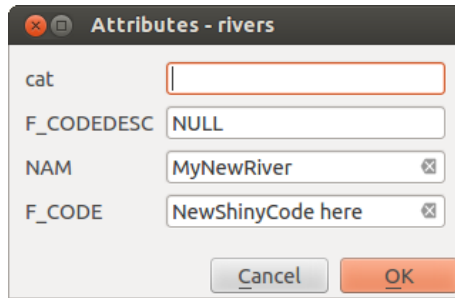 Attributes - rivers
cat
F_CODEDESC NULL
NAM MyNewRiver
F_CODE NewShinyCode here
Cancel OK